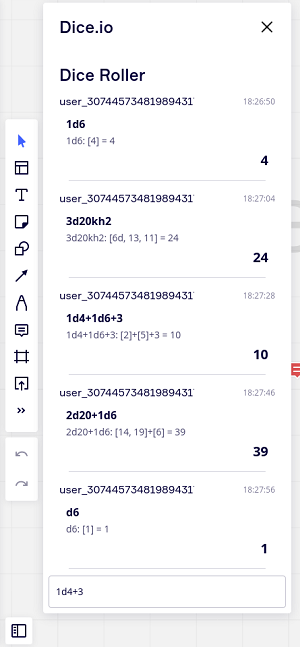 Dice.io
Dice Roller
user_30744573481989431
18:26:50
1d6
1d6: [4] = 4
4
user_30744573481989431
18:27:04
3d20kh2
3d20kh2: [6d, 13, 11] = 24
24
user_30744573481989431
18:27:28
1d4+1d6+3
1d4+1d6+3: [2]+[5]+3 = 10
10
user_30744573481989431
18:27:46
2d20+1d6
2d20+1d6: [14, 19]+[6] = 39
39
user_30744573481989431
18:27:56
d6
d6: [1] = 1
1
1d4+3